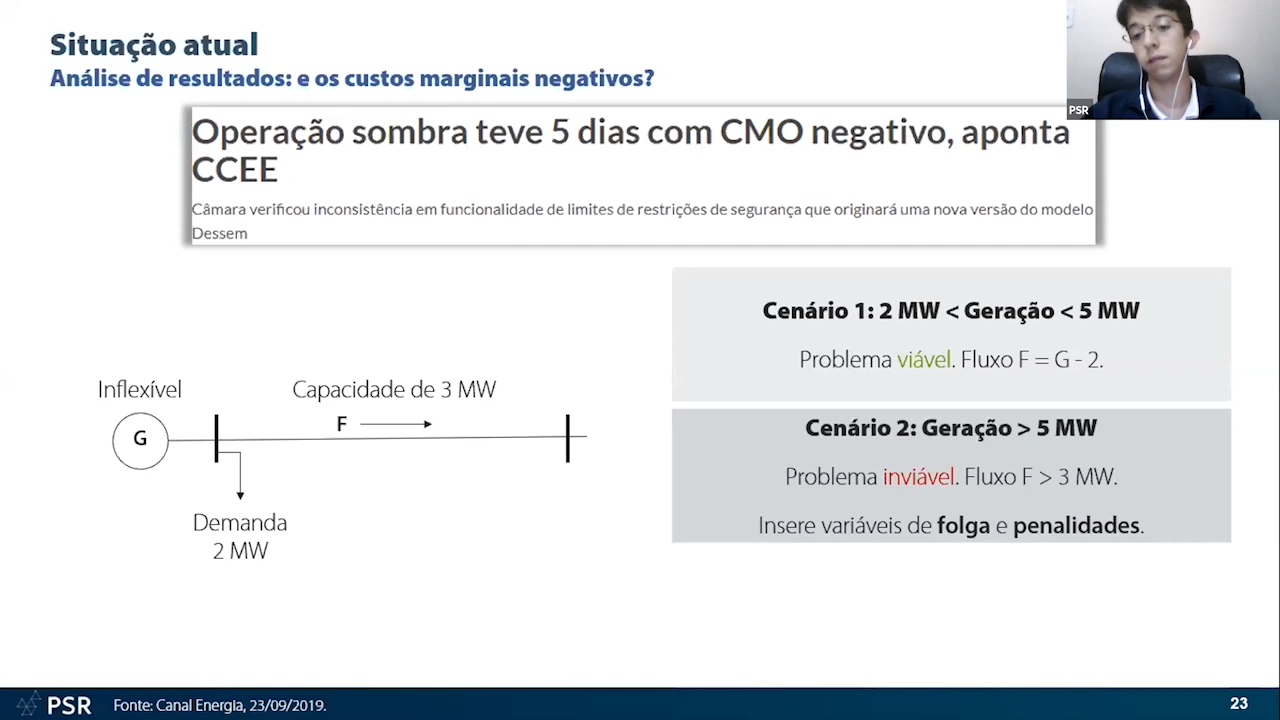 Situação atual
Análise de resultados: e os custos marginais negativos?
PSR
Operação sombra teve 5 dias com CMO negativo, aponta
CCEE
Câmara verificou inconsistência em funcionalidade de limites de restrições de segurança que originará uma nova versão do modelo
Dessem
Cenário 1: 2 MW < Geração < 5 MW
Problema viável. Fluxo F = G - 2.
Inflexível
Capacidade de 3 MW
F
G
Demanda
2 MW
Cenário 2: Geração > 5 MW
Problema inviável. Fluxo F > 3 MW.
Insere variáveis de folga e penalidades.
PSR
Fonte: Canal Energia, 23/09/2019.
23